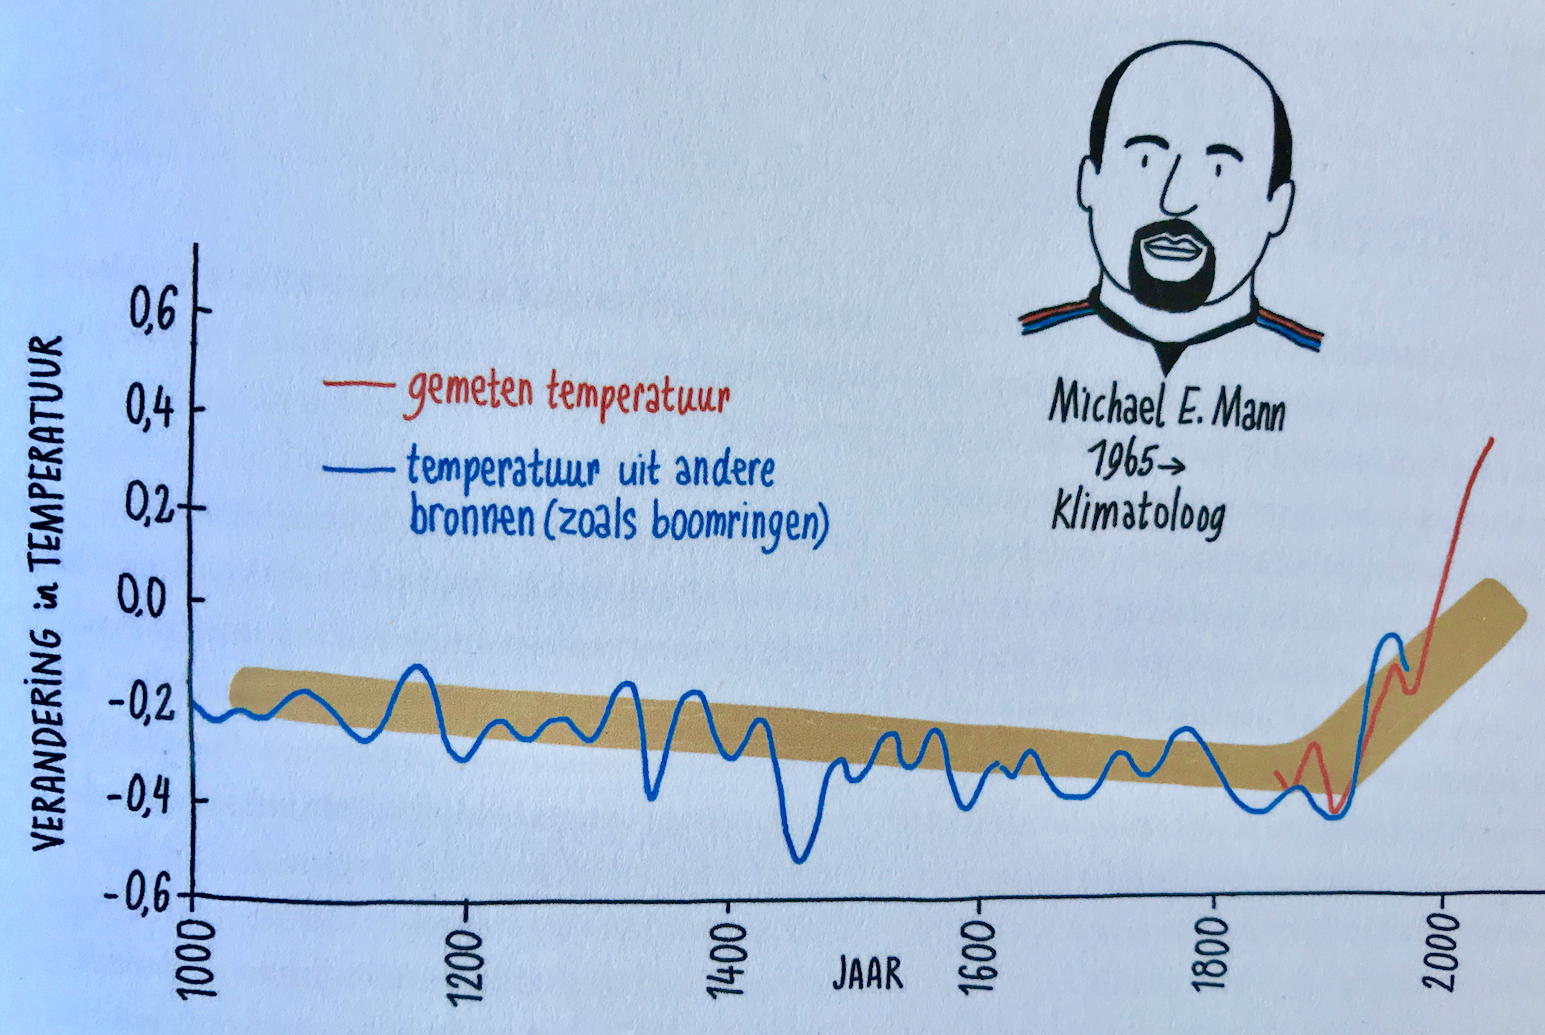 VERANDERING in TEMPERATUUR
0,6
0,4
0,2
0,0
-0,2
-0,4
-0,6
gemeten temperatuur
temperatuur uit andere
bronnen (zoals boomringen)
Michael E. Mann
1965→
Klimatoloog
1000
1200
1400
JAAR
1600
1800
2000